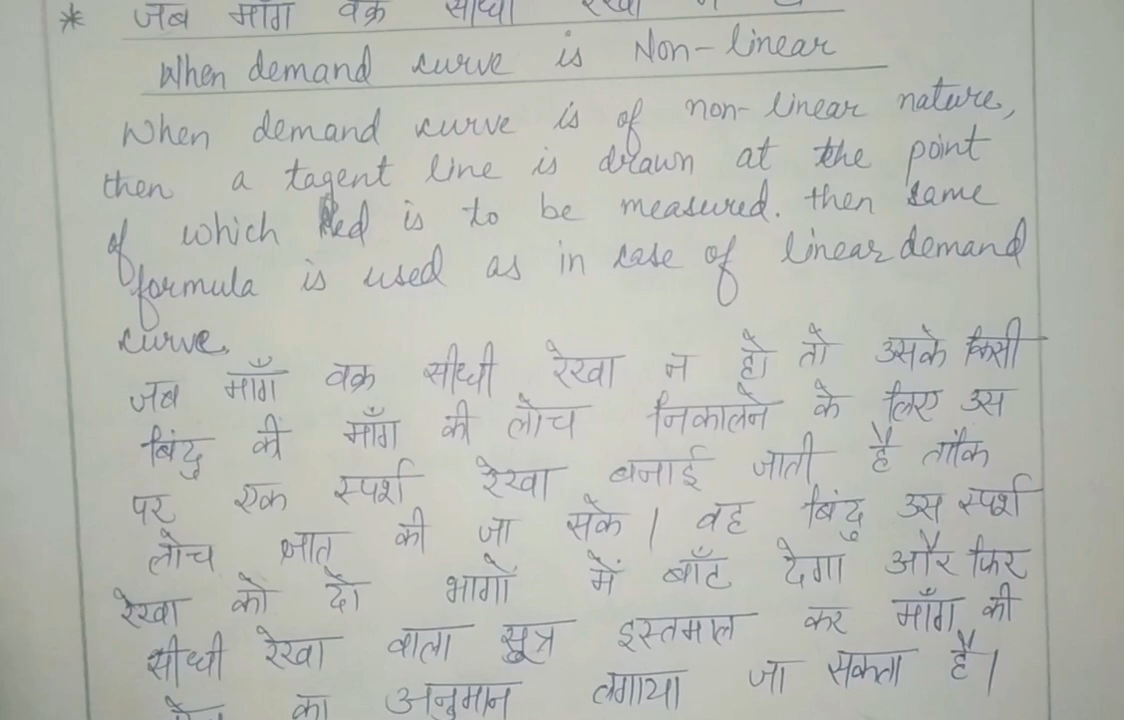 * जब माँग वक्र सीधी रेखा
When demand curve is Non-linear
When demand curve is of non-linear nature,
then a tagent line is drawn at the point
of which Ped is to be measured. then same
formula is used as in case of linear demand
curve.
जब माँग वक्र सीधी रेखा न हो तो उसके किसी
बिंदु की माँग की लोच निकालने के लिए उस
पर एक स्पर्श रेखा बनाई जाती है ताकि
लोच ज्ञात की जा सके। वह बिंदु उस स्पर्श
रेखा को दो भागों में बाँट देगा और फिर
सीधी रेखा वाला सुत्र इस्तमाल कर माँग की
का अनुमान लगाया जा सकता है।